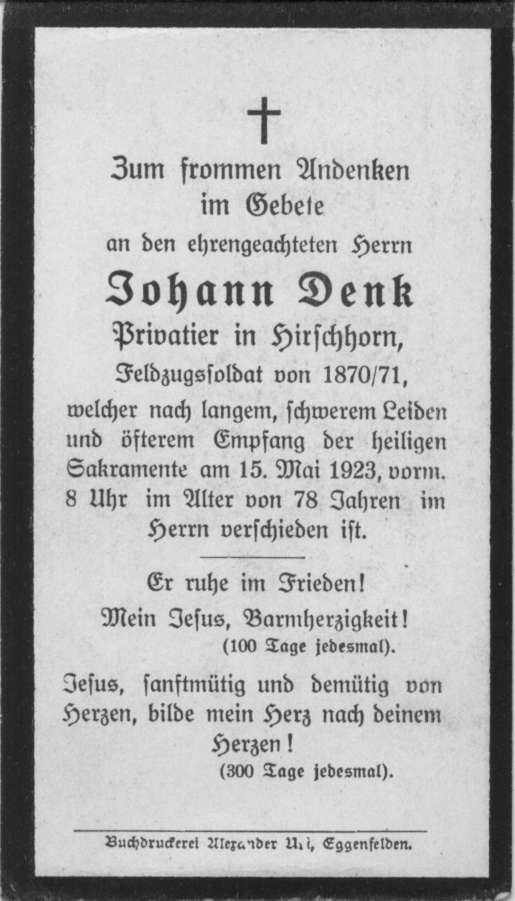 Zum frommen Andenken
im Gebete
an den ehrengeachteten Herrn
Johann Denk
Privatier in Hirschhorn,
Feldzugssoldat von 1870/71,
welcher nach langem, schwerem Leiden
und öfterem Empfang der heiligen
Sakramente am 15. Mai 1923, vorm.
8 Uhr im Alter von 78 Jahren im
Herrn verschieden ist.
Er ruhe im Frieden!
Mein Jesus, Barmherzigkeit!
(100 Tage jedesmal).
Jesus, sanftmütig und demütig von
Herzen, bilde mein Herz nach deinem
Herzen!
(300 Tage jedesmal).
Buchdruckerei Alexander Eggenfelden.